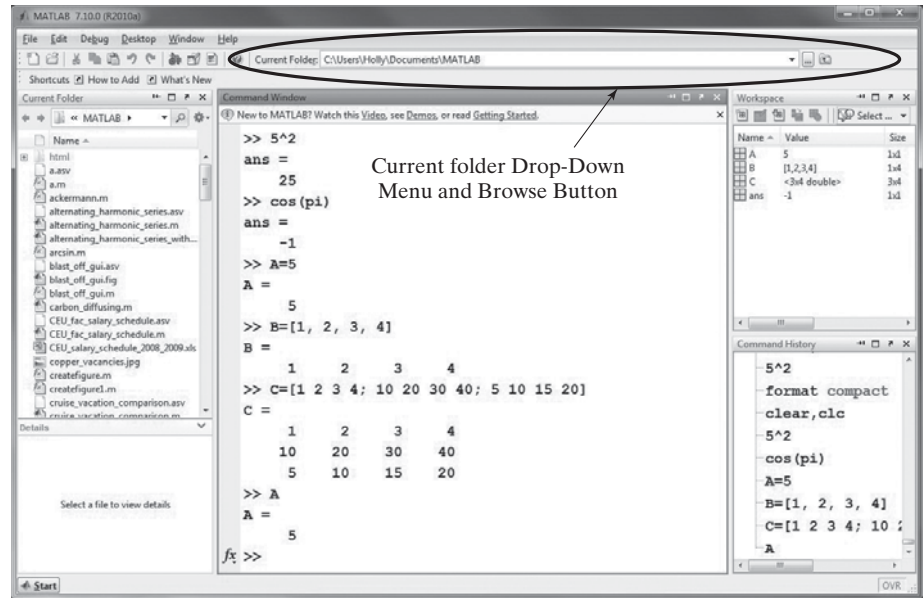 MATLAB 7.10.0 (R2010a)
File Edit Debug Desktop Window Help
Current Folder: C:\Users\Holly\Documents\MATLAB
Shortcuts How to Add What's New
Current Folder
« MATLAB
Name
html
a.asv
a.m
ackermann.m
alternating_harmonic_series.asv
alternating_harmonic_series.m
alternating_harmonic_series_with...
arcsin.m
blast_off_gui.asv
blast_off_gui.fig
blast_off_gui.m
carbon_diffusing.m
CEU_fac_salary_schedule.asv
CEU_fac_salary_schedule.m
CEU_salary_schedule_2008_2009.xls
copper_vacancies.jpg
createfigure.m
createfigure1.m
cruise_vacation_comparison.asv
cruise_vacation_comparison.m
Details
Select a file to view details
Start
Command Window
New to MATLAB? Watch this Video, see Demos, or read Getting Started.
>> 5^2
ans =
25
>> cos(pi)
ans =
-1
>> A=5
A =
5
>> B=[1, 2, 3, 4]
B =
1 2 3 4
>> C=[1 2 3 4; 10 20 30 40; 5 10 15 20]
C =
1 2 3 4
10 20 30 40
5 10 15 20
>> A
A =
5
fx >>
Current folder Drop-Down
Menu and Browse Button
Workspace
Select ...
Name Value Size
A 5 1x1
B [1,2,3,4] 1x4
C <3x4 double> 3x4
ans -1 1x1
Command History
5^2
format compact
clear,clc
5^2
cos(pi)
A=5
B=[1, 2, 3, 4]
C=[1 2 3 4; 10
A
OVR